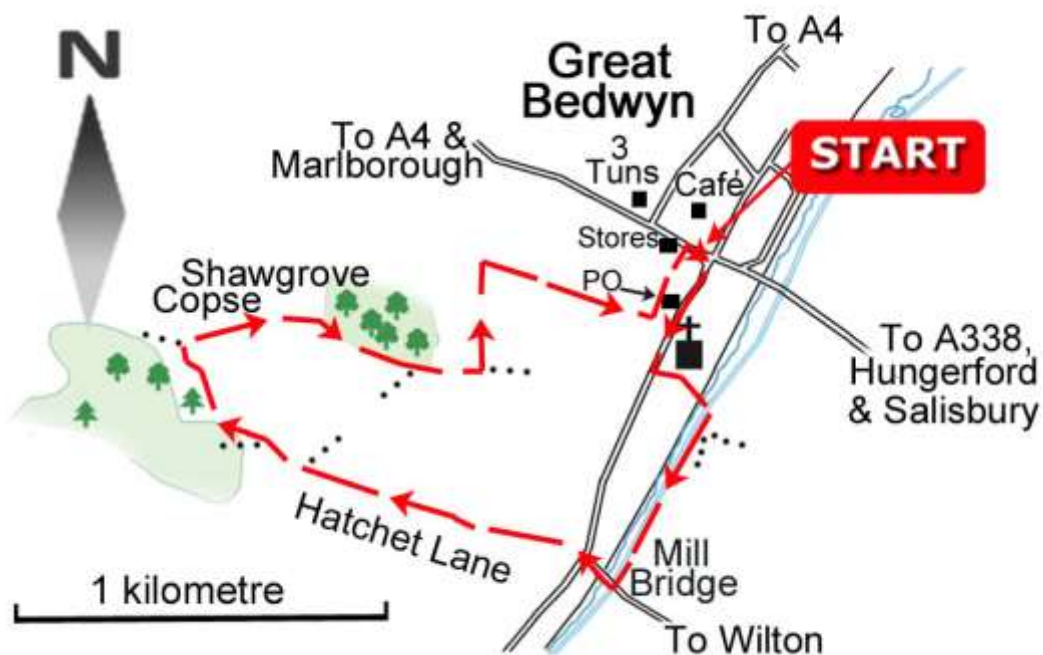 N
To A4
Great
Bedwyn
To A4 &
Marlborough
3
Tuns
Café
START
Stores
PO
Shawgrove
Copse
To A338,
Hungerford
& Salisbury
Hatchet Lane
Mill
Bridge
1 kilometre
To Wilton